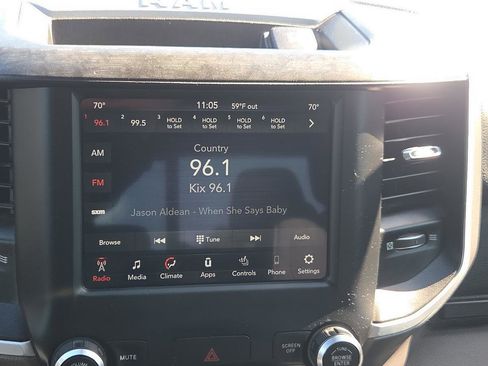 RAM
70° 11:05 59°F out 70°
1 96.1 2 99.5 3 HOLD to Set 4 HOLD to Set 5 HOLD to Set 6 HOLD to Set
AM
Country
96.1
FM
Kix 96.1
SXM
Jason Aldean - When She Says Baby
Browse Tune Audio
Radio Media Climate Apps Controls Phone Settings
VOLUME MUTE SCREEN OFF TUNE BROWSE ENTER